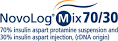 NovoLog® Mix 70/30
70% insulin aspart protamine suspension and
30% insulin aspart injection, (rDNA origin)